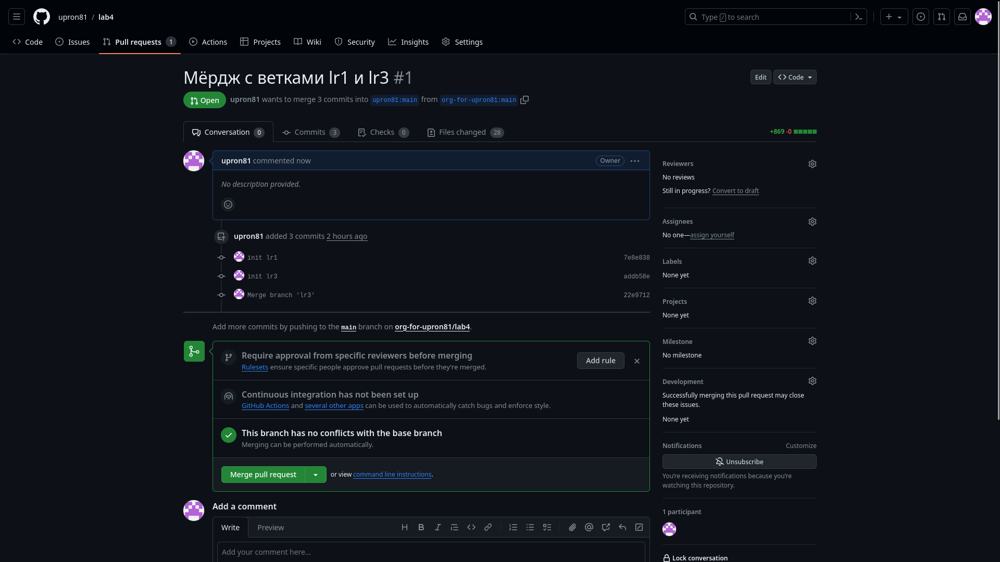 upron81 / lab4
Type / to search
Code
Issues
Pull requests 1
Actions
Projects
Wiki
Security
Insights
Settings
Мёрдж с ветками lr1 и lr3 #1
Edit
Code
Open
upron81 wants to merge 3 commits into upron81:main from org-for-upron81:main
Conversation 0
Commits 3
Checks 0
Files changed 28
+869 -0
upron81 commented now
Owner
No description provided.
upron81 added 3 commits 2 hours ago
init lr1 7e8e838
init lr3 addb58e
Merge branch 'lr3' 22e9712
Add more commits by pushing to the main branch on org-for-upron81/lab4.
Require approval from specific reviewers before merging
Rulesets ensure specific people approve pull requests before they're merged.
Add rule
Continuous integration has not been set up
GitHub Actions and several other apps can be used to automatically catch bugs and enforce style.
This branch has no conflicts with the base branch
Merging can be performed automatically.
Merge pull request
or view command line instructions.
Add a comment
Write
Preview
Add your comment here...
Reviewers
No reviews
Still in progress? Convert to draft
Assignees
No one—assign yourself
Labels
None yet
Projects
None yet
Milestone
No milestone
Development
Successfully merging this pull request may close
these issues.
None yet
Notifications
Customize
Unsubscribe
You're receiving notifications because you're
watching this repository.
1 participant
Lock conversation